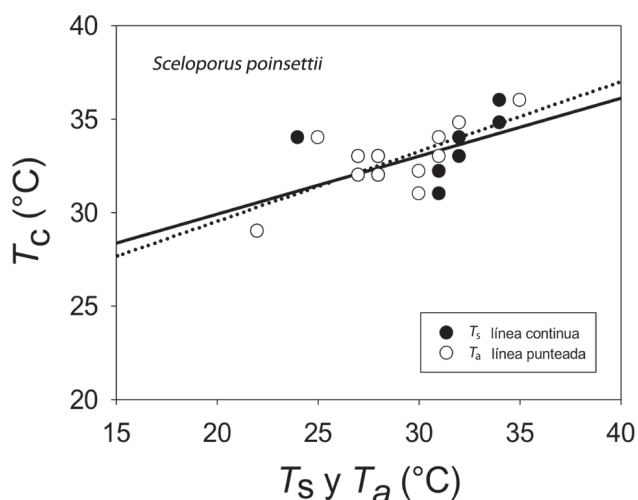 40
Sceloporus poinsettii
35
30
25
20
Tc (°C)
Ts línea continua
Ta línea punteada
15 20 25 30 35 40
Ts y Ta (°C)